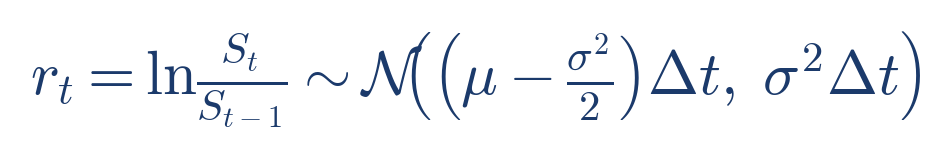 r_t = ln S_t/S_{t-1} ∼ 𝒩((μ − σ²/2)Δt, σ²Δt)